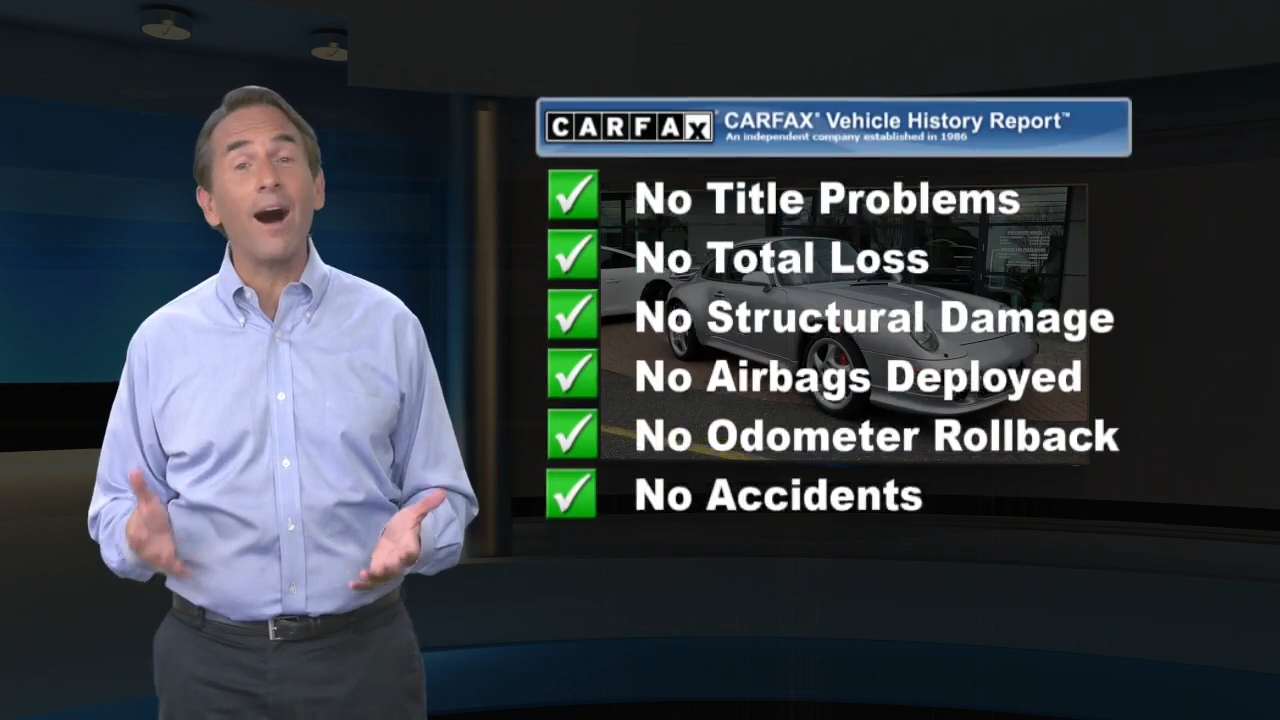 CARFAX CARFAX® Vehicle History Report™
An independent company established in 1986
No Title Problems
No Total Loss
No Structural Damage
No Airbags Deployed
No Odometer Rollback
No Accidents